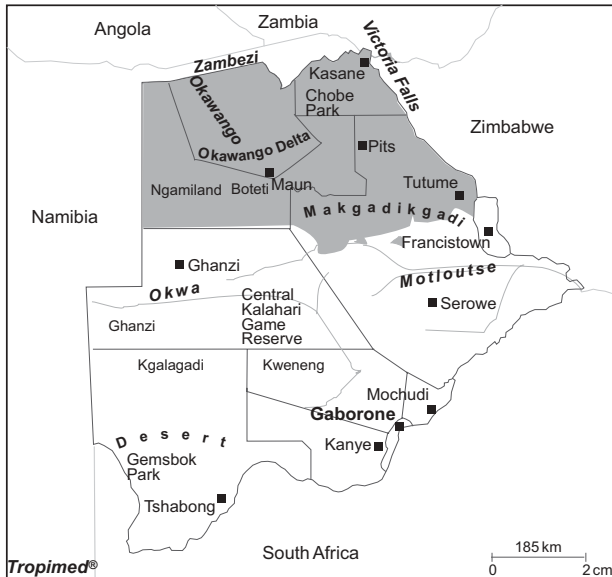 Angola
Zambia
Zambezi
Victoria Falls
Kasane
Okawango
Chobe
Park
Zimbabwe
Okawango Delta
Pits
Ngamiland
Boteti
Maun
Tutume
Namibia
Makgadikgadi
Francistown
Ghanzi
Motloutse
Okwa
Central
Kalahari
Game
Reserve
Serowe
Ghanzi
Kgalagadi
Kweneng
Mochudi
Gaborone
Desert
Kanye
Gemsbok
Park
Tshabong
South Africa
185 km
0 2 cm
Tropimed®